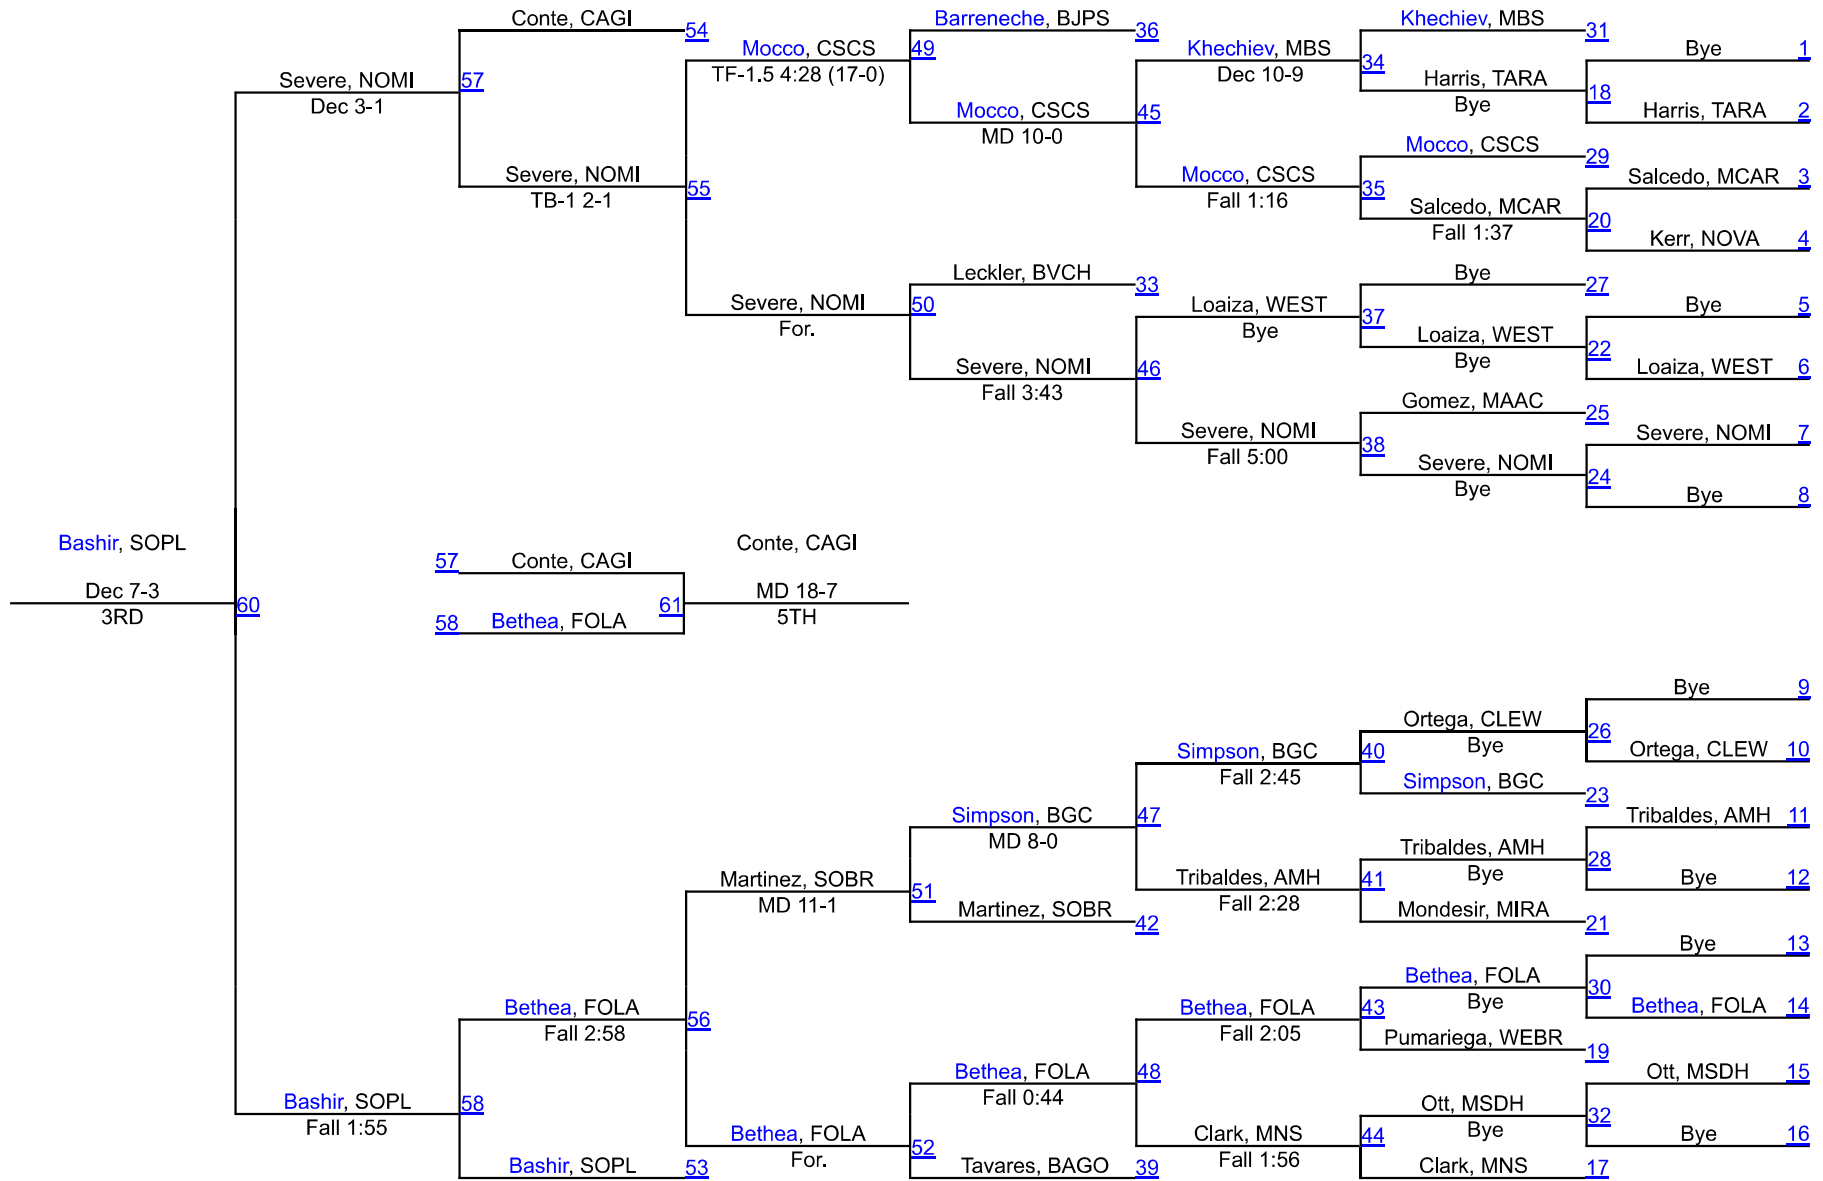 Conte, CAGI 54
Barreneche, BJPS 36
Khechiev, MBS 31
Mocco, CSCS 49
TF-1.5 4:28 (17-0)
Khechiev, MBS 34
Dec 10-9
Bye 1
Severe, NOMI 57
Dec 3-1
Harris, TARA 18
Bye
Mocco, CSCS 45
MD 10-0
Harris, TARA 2
Mocco, CSCS 29
Severe, NOMI 55
TB-1 2-1
Mocco, CSCS 35
Fall 1:16
Salcedo, MCAR 3
Salcedo, MCAR 20
Fall 1:37
Kerr, NOVA 4
Leckler, BVCH 33
Bye 27
Severe, NOMI 50
For.
Loaiza, WEST 37
Bye
Bye 5
Loaiza, WEST 22
Bye
Severe, NOMI 46
Fall 3:43
Loaiza, WEST 6
Gomez, MAAC 25
Severe, NOMI 38
Fall 5:00
Severe, NOMI 7
Severe, NOMI 24
Bye
Bye 8
Bashir, SOPL
Dec 7-3
3RD
60
57 Conte, CAGI
58 Bethea, FOLA
61
Conte, CAGI
MD 18-7
5TH
Bye 9
Ortega, CLEW 26
Bye
Simpson, BGC 40
Fall 2:45
Ortega, CLEW 10
Simpson, BGC 23
Simpson, BGC 47
MD 8-0
Tribaldes, AMH 11
Tribaldes, AMH 28
Bye
Martinez, SOBR 51
MD 11-1
Tribaldes, AMH 41
Fall 2:28
Bye 12
Martinez, SOBR 42
Mondesir, MIRA 21
Bye 13
Bethea, FOLA 30
Bye
Bethea, FOLA 56
Fall 2:58
Bethea, FOLA 43
Fall 2:05
Bethea, FOLA 14
Pumariega, WEBR 19
Bethea, FOLA 48
Fall 0:44
Ott, MSDH 15
Bashir, SOPL 58
Fall 1:55
Ott, MSDH 32
Bye
Bethea, FOLA 52
For.
Clark, MNS 44
Fall 1:56
Bye 16
Bashir, SOPL 53
Tavares, BAGO 39
Clark, MNS 17